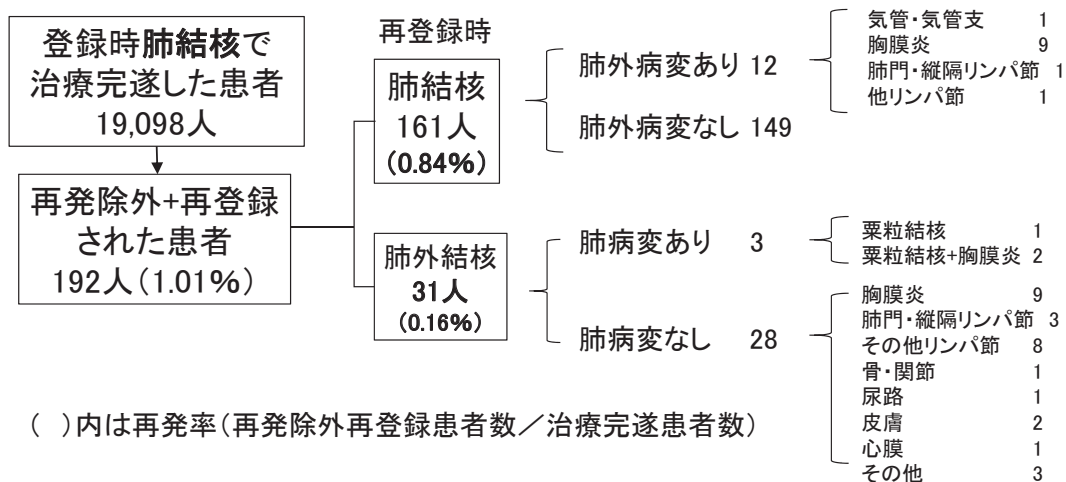 登録時肺結核で
治療完遂した患者
19,098人
再発除外+再登録
された患者
192人(1.01%)
再登録時
肺結核
161人
(0.84%)
肺外病変あり 12
気管・気管支 1
胸膜炎 9
肺門・縦隔リンパ節 1
他リンパ節 1
肺外病変なし 149
肺外結核
31人
(0.16%)
肺病変あり 3
粟粒結核 1
粟粒結核+胸膜炎 2
肺病変なし 28
胸膜炎 9
肺門・縦隔リンパ節 3
その他リンパ節 8
骨・関節 1
尿路 1
皮膚 2
心膜 1
その他 3
( )内は再発率(再発除外再登録患者数/治療完遂患者数)